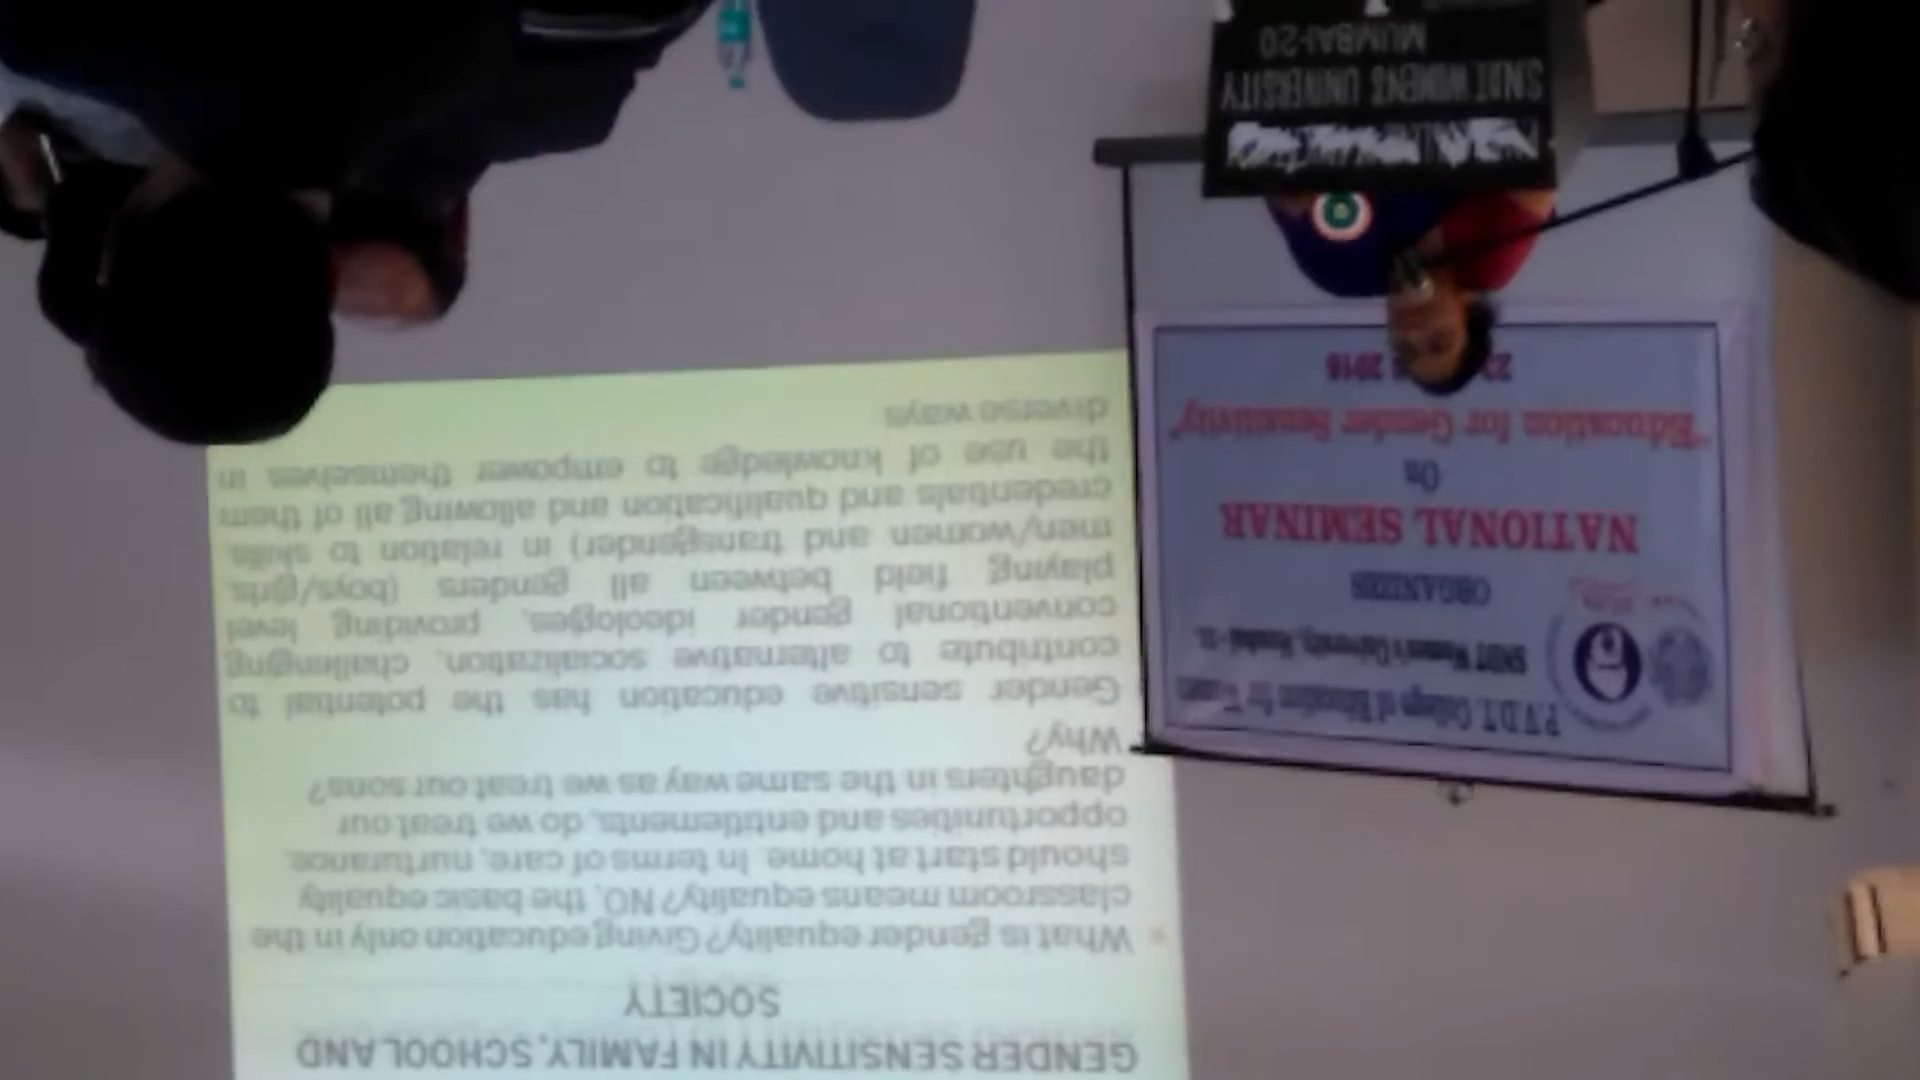 GENDER SENSITIVITY IN FAMILY, SCHOOL AND
SOCIETY
What is gender equality? Giving education only in the
classroom means equality? NO, the basic equality
should start at home. In terms of care, nurturance,
opportunities and entitlements, do we treat our
daughters in the same way as we treat our sons?
Why?
Gender sensitive education has the potential to
contribute to alternative socialization, challenging
conventional gender ideologies, providing level
playing field between all genders (boys/girls,
men/women and transgender) in relation to skills,
credentials and qualification and allowing all of them
the use of knowledge to empower themselves in
diverse ways
P.V.D.T. College of Education for Women
SNDT Women's University, Mumbai -
ORGANIZES
NATIONAL SEMINAR
On
"Education for Gender Sensitivity"
2018
S.N.D.T. WOMEN'S UNIVERSITY
MUMBAI-20